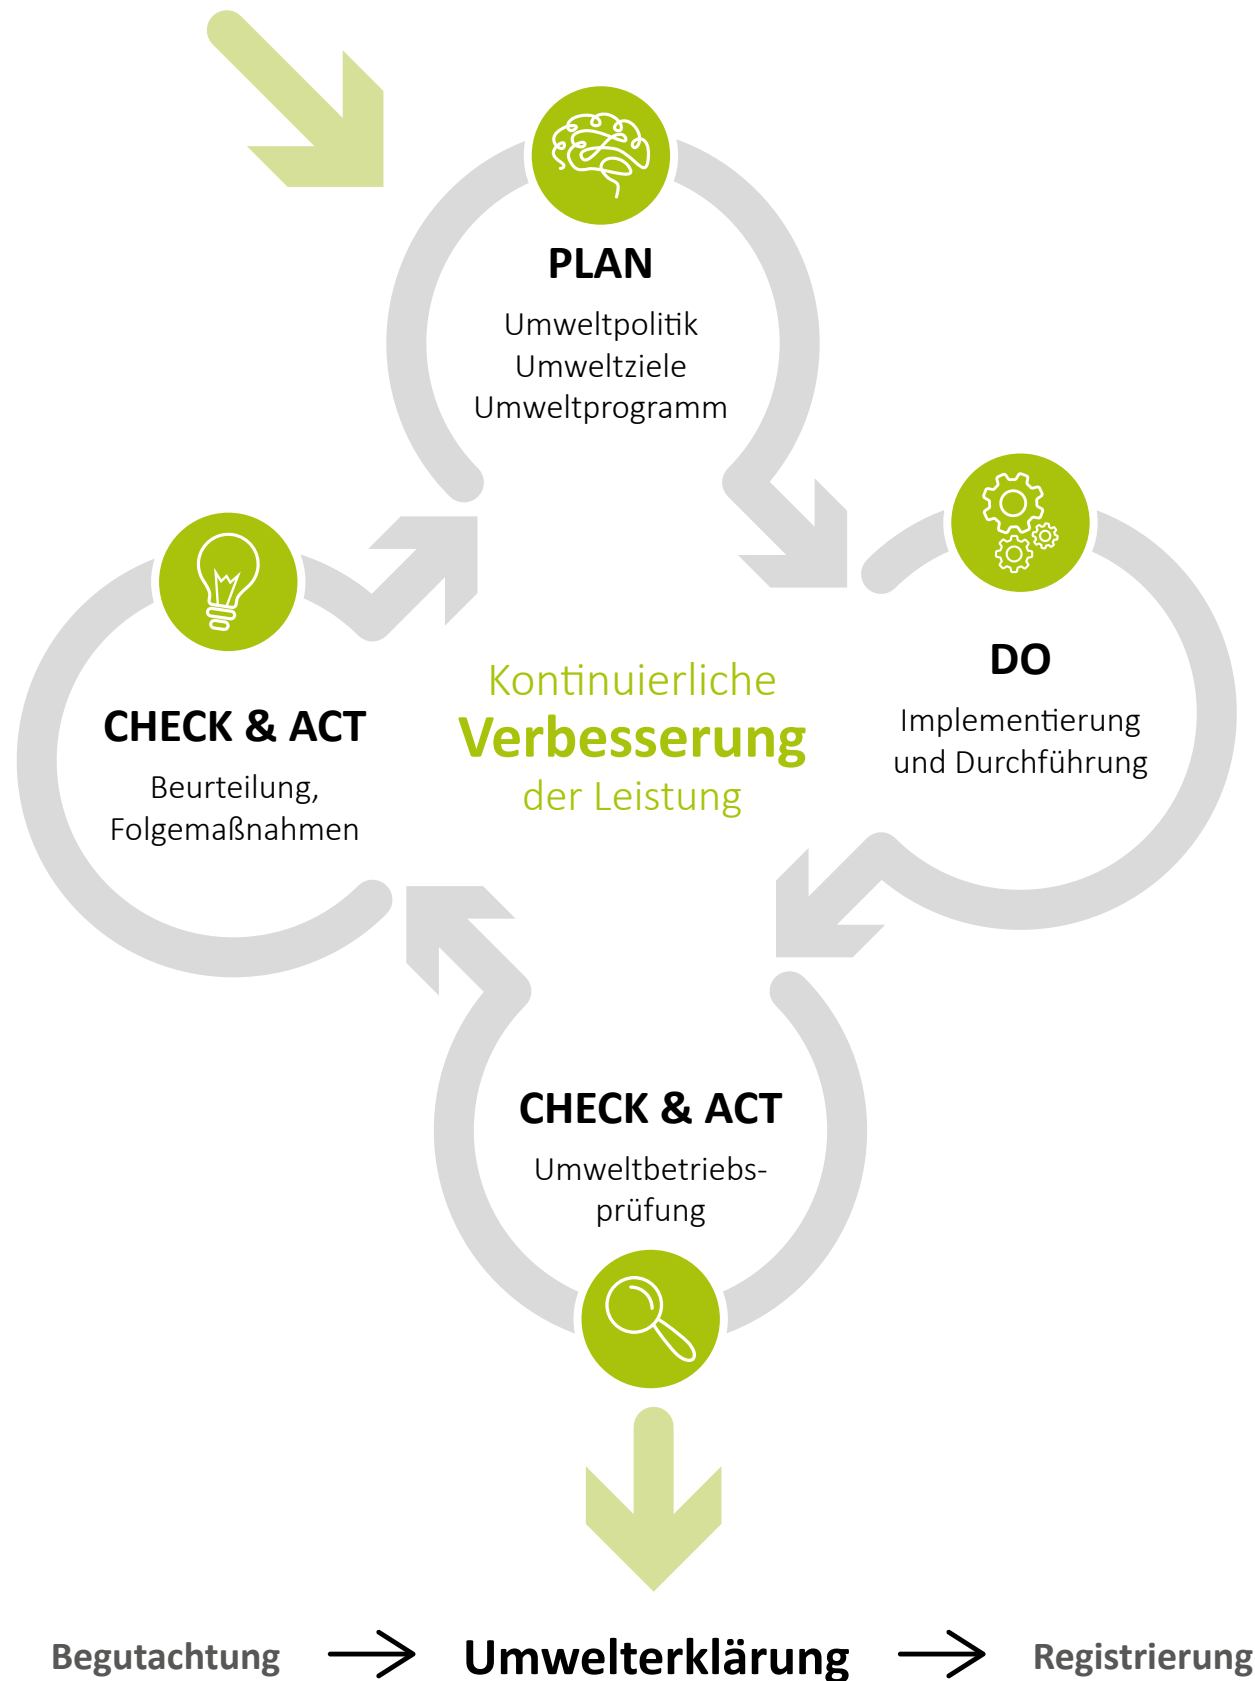 PLAN
Umweltpolitik
Umweltziele
Umweltprogramm
DO
Implementierung
und Durchführung
Kontinuierliche
Verbesserung
der Leistung
CHECK & ACT
Beurteilung,
Folgemaßnahmen
CHECK & ACT
Umweltbetriebs-
prüfung
Begutachtung
Umwelterklärung
Registrierung